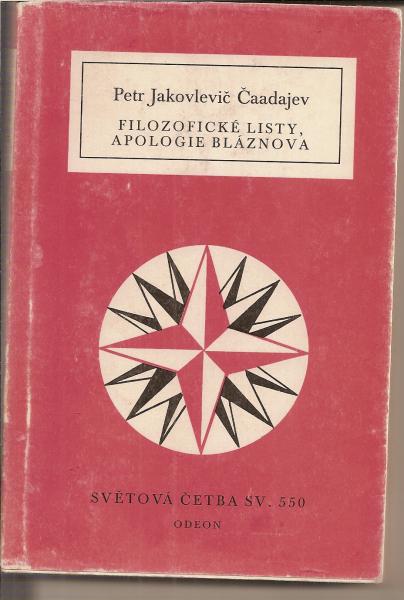 Petr Jakovlevič Čaadajev
FILOZOFICKÉ LISTY,
APOLOGIE BLÁZNOVA
SVĚTOVÁ ČETBA SV. 550
ODEON